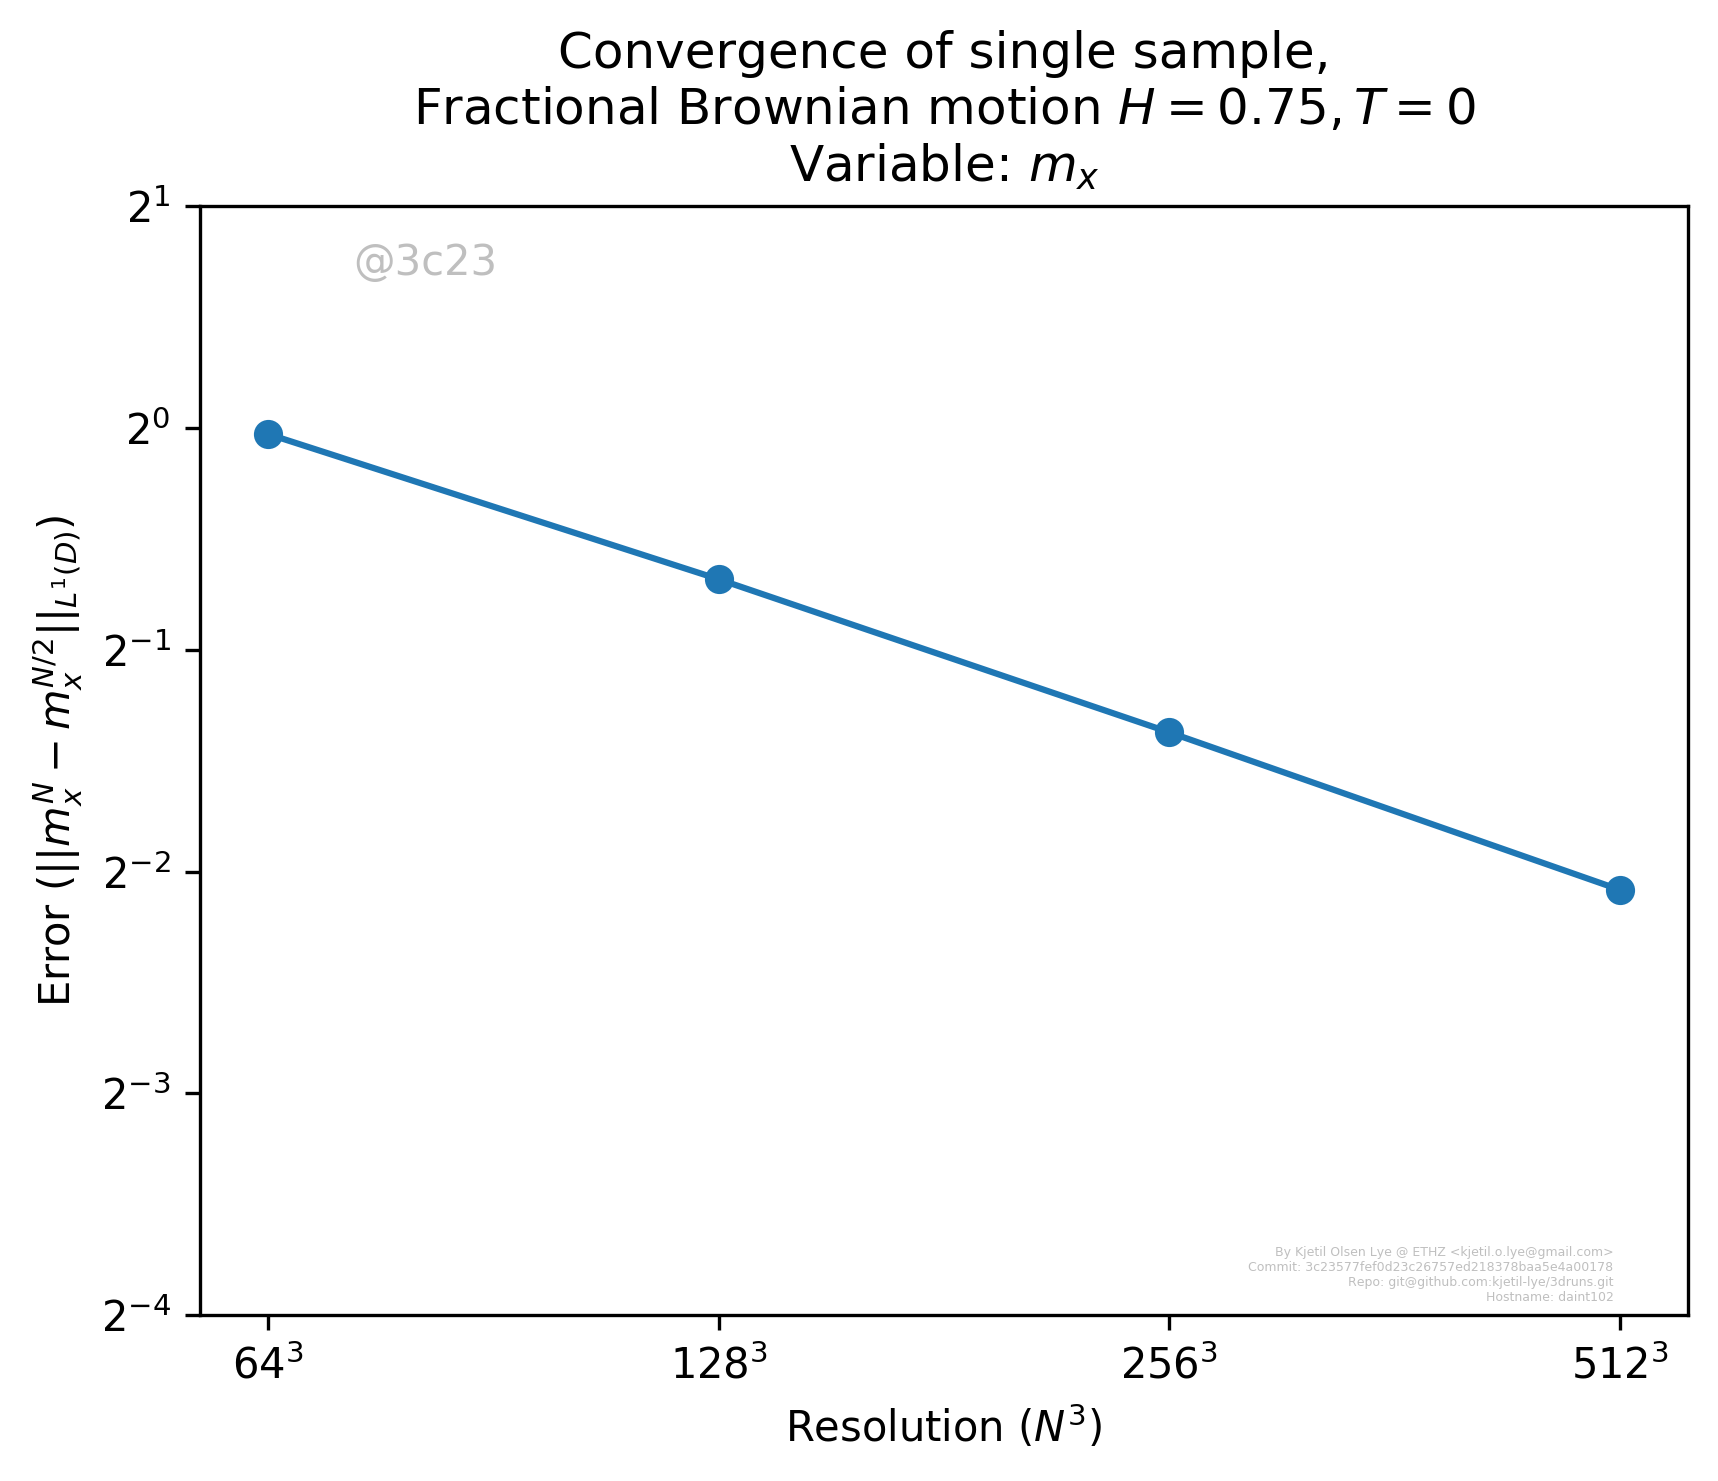 Convergence of single sample,
Fractional Brownian motion H = 0.75, T = 0
Variable: m_x
@3c23
2^1
2^0
2^−1
2^−2
2^−3
2^−4
Error (||m_x^N − m_x^{N/2}||_{L^1(D)})
64^3
128^3
256^3
512^3
Resolution (N^3)
By Kjetil Olsen Lye @ ETHZ <kjetil.o.lye@gmail.com>
Commit: 3c23577fef0d23c26757ed218378baa5e4a00178
Repo: git@github.com:kjetil-lye/3druns.git
Hostname: daint102